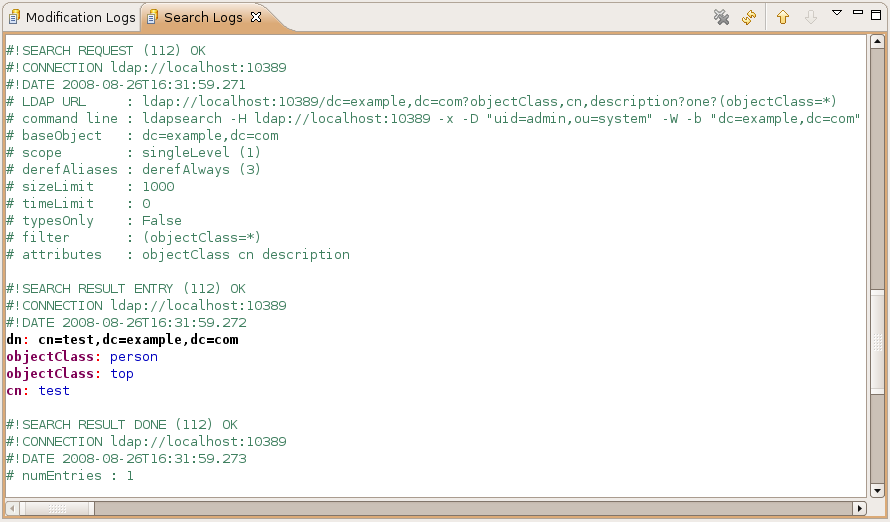 Modification Logs
Search Logs
#!SEARCH REQUEST (112) OK
#!CONNECTION ldap://localhost:10389
#!DATE 2008-08-26T16:31:59.271
# LDAP URL     : ldap://localhost:10389/dc=example,dc=com?objectClass,cn,description?one?(objectClass=*)
# command line : ldapsearch -H ldap://localhost:10389 -x -D "uid=admin,ou=system" -W -b "dc=example,dc=com"
# baseObject   : dc=example,dc=com
# scope        : singleLevel (1)
# derefAliases : derefAlways (3)
# sizeLimit    : 1000
# timeLimit    : 0
# typesOnly    : False
# filter       : (objectClass=*)
# attributes   : objectClass cn description
#!SEARCH RESULT ENTRY (112) OK
#!CONNECTION ldap://localhost:10389
#!DATE 2008-08-26T16:31:59.272
dn: cn=test,dc=example,dc=com
objectClass: person
objectClass: top
cn: test
#!SEARCH RESULT DONE (112) OK
#!CONNECTION ldap://localhost:10389
#!DATE 2008-08-26T16:31:59.273
# numEntries : 1